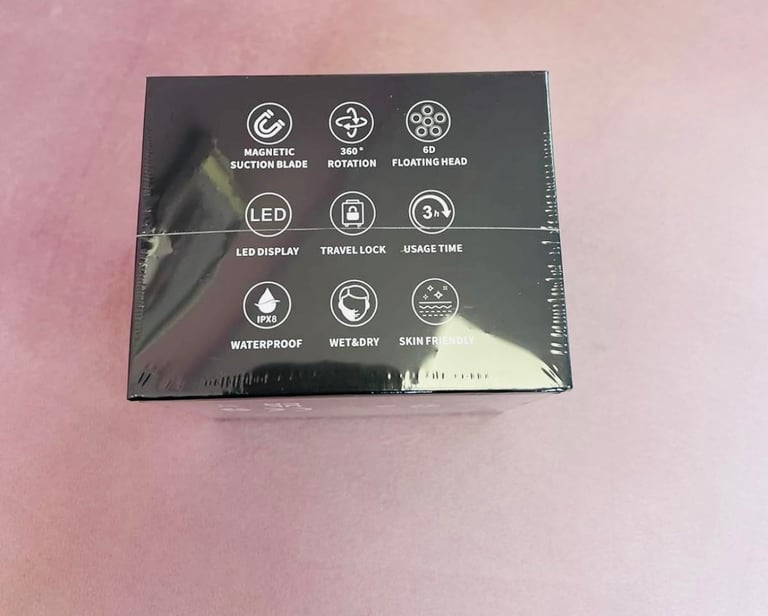 MAGNETIC
SUCTION BLADE
360°
ROTATION
6D
FLOATING HEAD
LED
LED DISPLAY
TRAVEL LOCK
3h
USAGE TIME
IPX8
WATERPROOF
WET&DRY
SKIN FRIENDLY